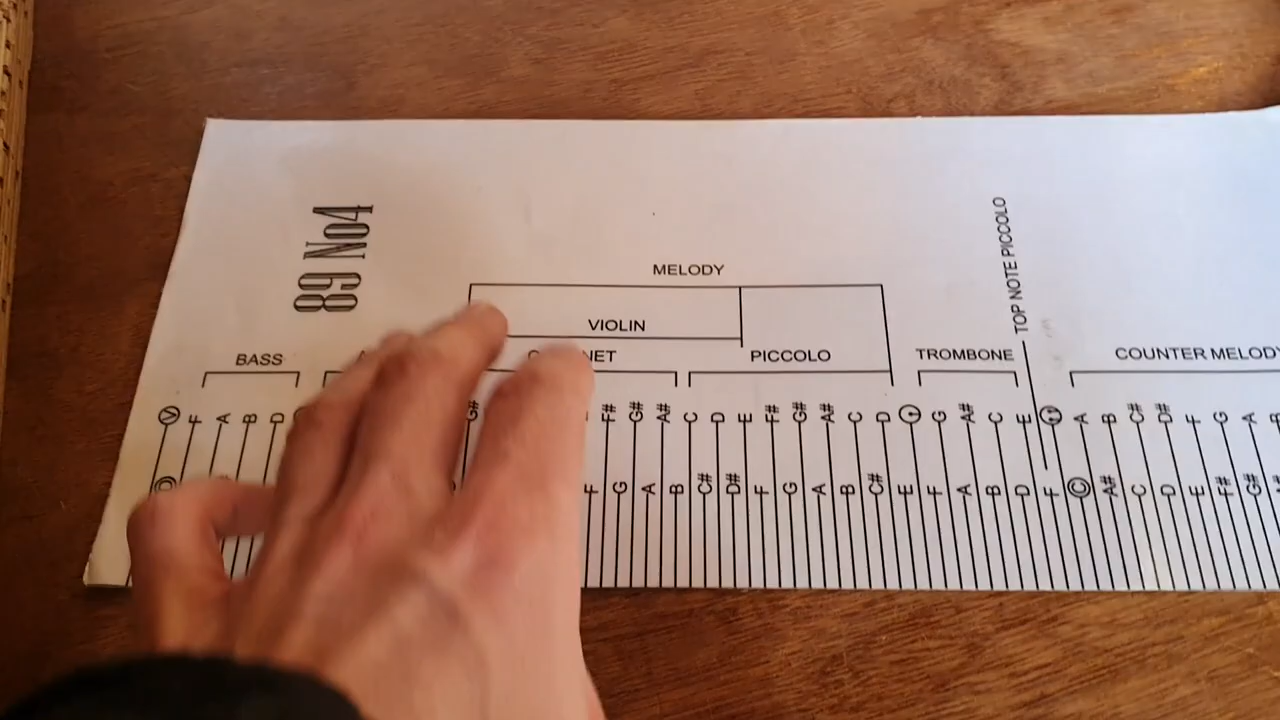 89 No4
MELODY
VIOLIN
PICCOLO
BASS
TROMBONE
TOP NOTE PICCOLO
COUNTER MELODY
V F A B D G# F# G# A# C D E F# G# A# C D G A# C E A B C# D# F G A
D F G A B C# D# F G A B C# E F A B D F C A# C D E F# G#